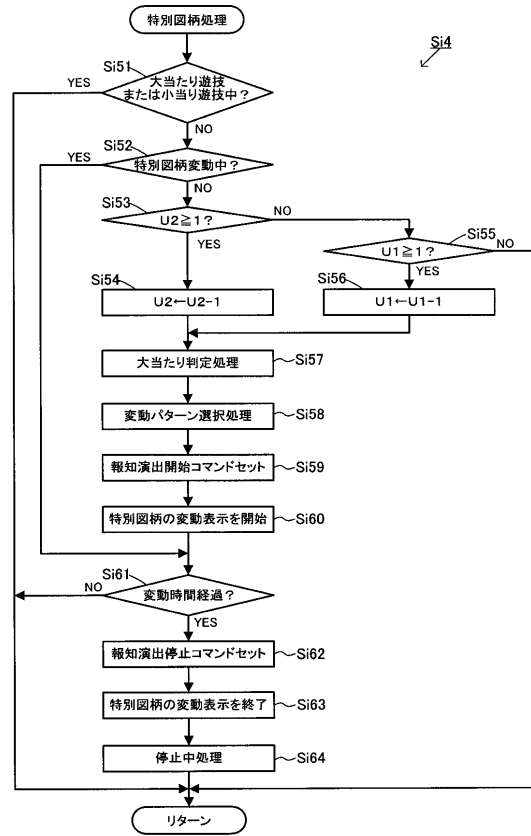 特別図柄処理
Si4
Si51
大当たり遊技
または小当り遊技中？
YES
NO
Si52
特別図柄変動中？
YES
NO
Si53
U2≧1？
NO
YES
Si55
U1≧1？
NO
YES
Si54
U2←U2-1
Si56
U1←U1-1
大当たり判定処理
Si57
変動パターン選択処理
Si58
報知演出開始コマンドセット
Si59
特別図柄の変動表示を開始
Si60
Si61
変動時間経過？
NO
YES
報知演出停止コマンドセット
Si62
特別図柄の変動表示を終了
Si63
停止中処理
Si64
リターン